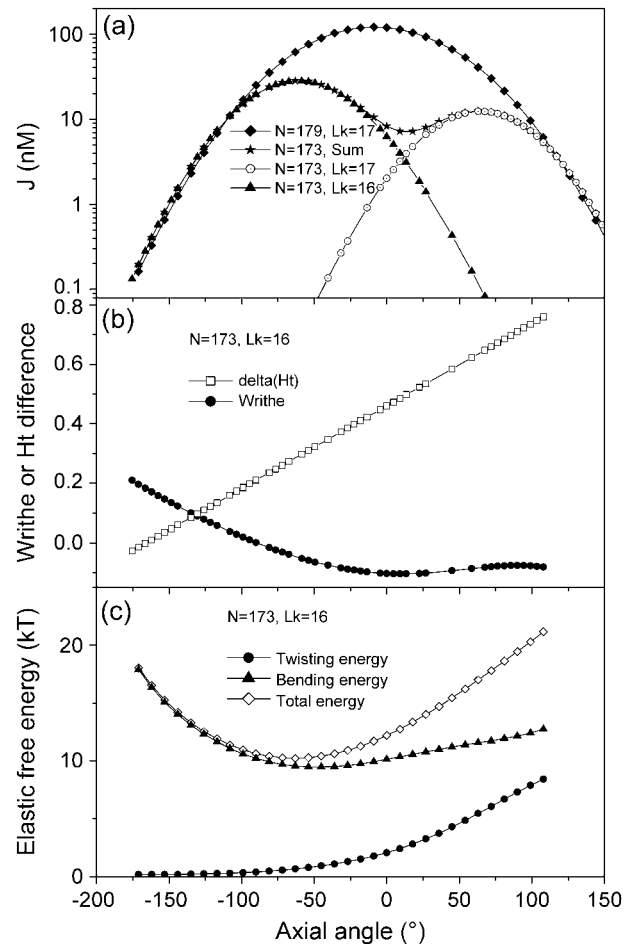 (a)
100
10
1
0.1
J (nM)
N=179, Lk=17
N=173, Sum
N=173, Lk=17
N=173, Lk=16
(b)
0.8
0.6
0.4
0.2
0.0
Writhe or Ht difference
N=173, Lk=16
delta(Ht)
Writhe
(c)
20
10
0
Elastic free energy (kT)
N=173, Lk=16
Twisting energy
Bending energy
Total energy
-200 -150 -100 -50 0 50 100 150
Axial angle (°)